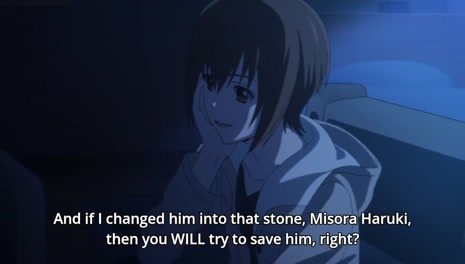 And if I changed him into that stone, Misora Haruki,
then you WILL try to save him, right?